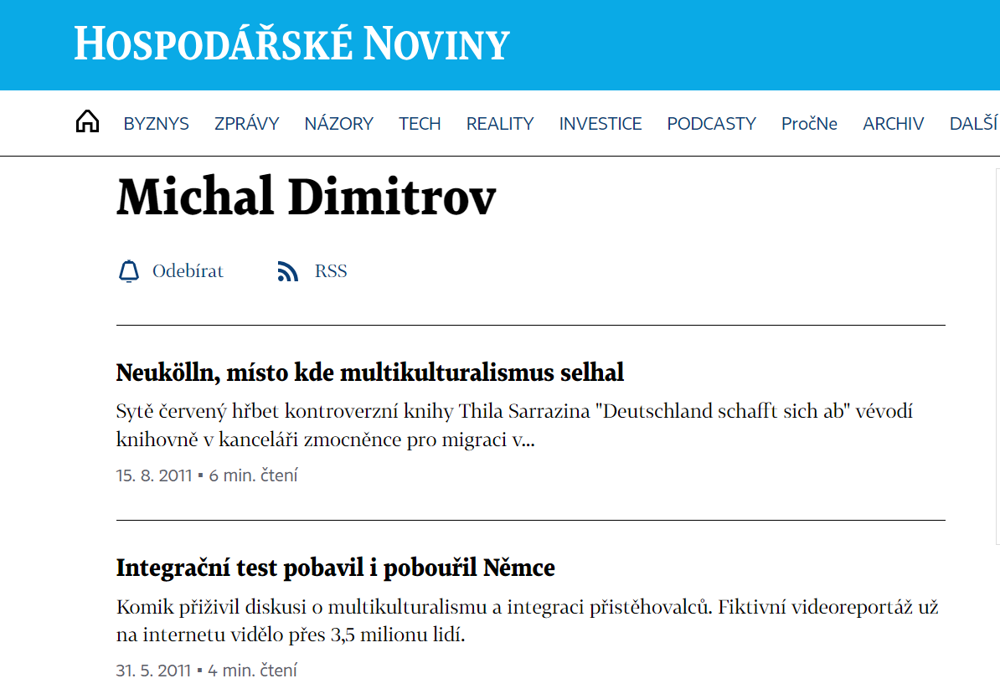 HOSPODÁŘSKÉ NOVINY
BYZNYS ZPRÁVY NÁZORY TECH REALITY INVESTICE PODCASTY PročNe ARCHIV DALŠÍ
Michal Dimitrov
Odebírat RSS
Neukölln, místo kde multikulturalismus selhal
Sytě červený hřbet kontroverzní knihy Thila Sarrazina "Deutschland schafft sich ab" vévodí
knihovně v kanceláři zmocněnce pro migraci v...
15. 8. 2011 ▪ 6 min. čtení
Integrační test pobavil i pobouřil Němce
Komik přiživil diskusi o multikulturalismu a integraci přistěhovalců. Fiktivní videoreportáž už
na internetu vidělo přes 3,5 milionu lidí.
31. 5. 2011 ▪ 4 min. čtení